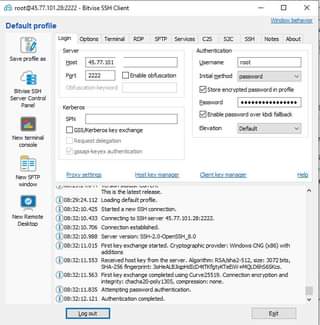 root@45.77.101.28:2222 - Bitvise SSH Client
Default profile
Window behavior
Save profile as
Bitvise SSH Server Control Panel
New terminal console
New SFTP window
New Remote Desktop
Login Options Terminal RDP SFTP Services C2S S2C SSH Notes About
Server
Host 45.77.101
Port 2222 Enable obfuscation
Obfuscation keyword
Kerberos
SPN
GSS/Kerberos key exchange
Request delegation
gssapi-keyex authentication
Authentication
Username root
Initial method password
Store encrypted password in profile
Password
Enable password over kbdi fallback
Elevation Default
Proxy settings Host key manager Client key manager Help
This is the latest release.
08:29:24.112 Loading default profile.
08:32:10.425 Started a new SSH connection.
08:32:10.433 Connecting to SSH server 45.77.101.28:2222.
08:32:10.706 Connection established.
08:32:10.988 Server version: SSH-2.0-OpenSSH_8.0
08:32:11.015 First key exchange started. Cryptographic provider: Windows CNG (x86) with additions
08:32:11.553 Received host key from the server. Algorithm: RSA/sha2-512, size: 3072 bits,
SHA-256 fingerprint:
08:32:11.563 First key exchange completed using Curve25519. Connection encryption and
integrity: chacha20-poly1305, compression: none.
08:32:11.835 Attempting password authentication.
08:32:12.121 Authentication completed.
Log out
Exit